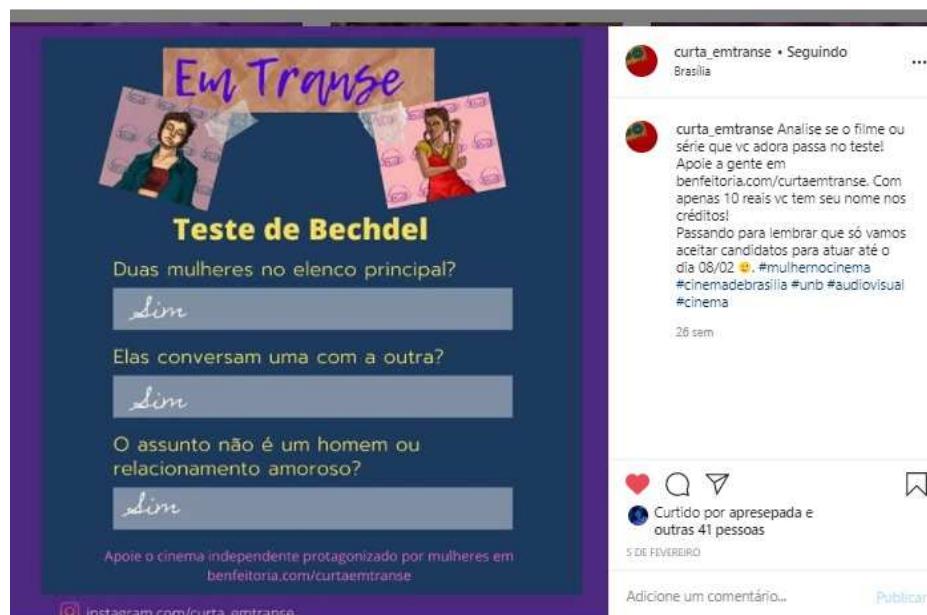 Em Transe
Teste de Bechdel
Duas mulheres no elenco principal?
Sim
Elas conversam uma com a outra?
Sim
O assunto não é um homem ou
relacionamento amoroso?
Sim
Apoie o cinema independente protagonizado por mulheres em
benfeitoria.com/curtaemtranse
instagram.com/curta_emtranse
curta_emtranse • Seguindo
Brasília
curta_emtranse Analise se o filme ou
série que vc adora passa no teste!
Apoie a gente em
benfeitoria.com/curtaemtranse. Com
apenas 10 reais vc tem seu nome nos
créditos!
Passando para lembrar que só vamos
aceitar candidatos para atuar até o
dia 08/02 🙂. #mulhernocinema
#cinemadebrasilia #unb #audiovisual
#cinema
26 sem
Curtido por apresepada e
outras 41 pessoas
5 DE FEVEREIRO
Adicione um comentário... Publicar